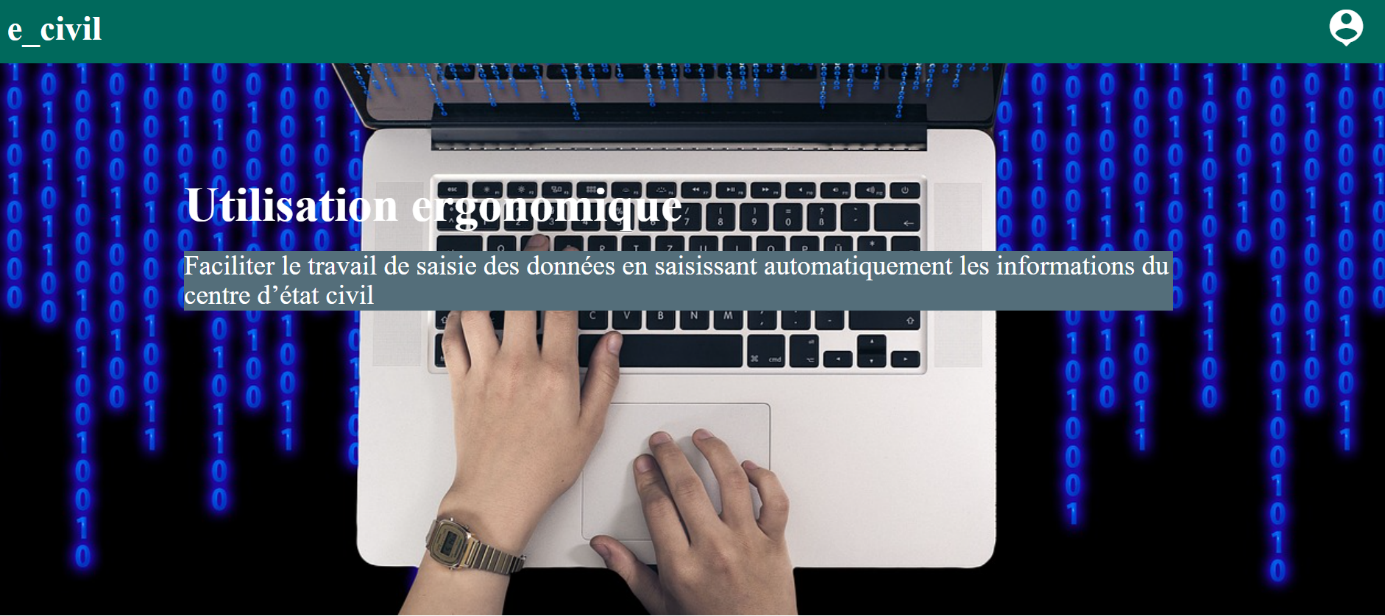 e_civil
Utilisation ergonomique
Faciliter le travail de saisie des données en saisissant automatiquement les informations du
centre d’état civil